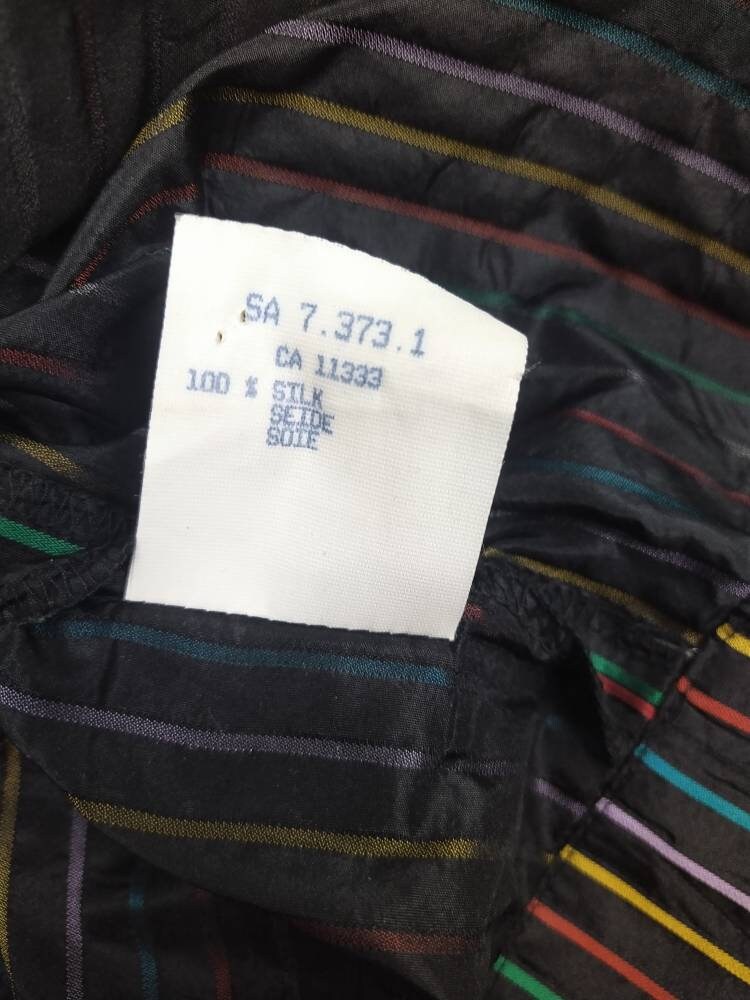 SA 7.373.1
CA 11333
100 % SILK
SEIDE
SOIE